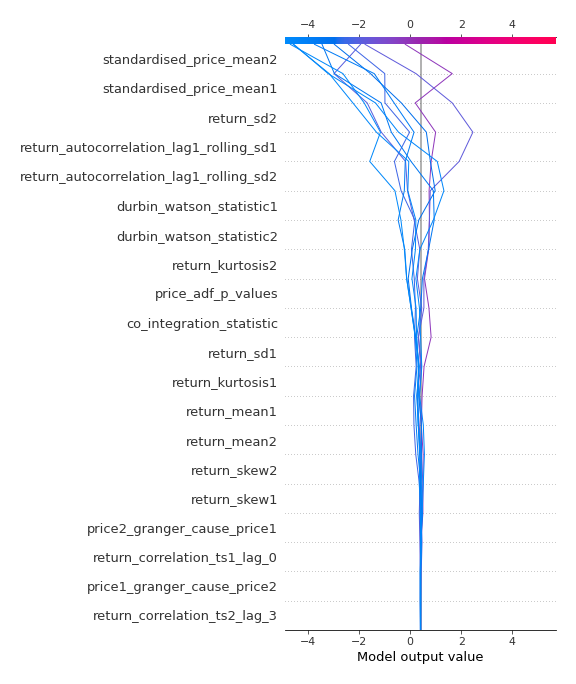 −4 −2 0 2 4
standardised_price_mean2
standardised_price_mean1
return_sd2
return_autocorrelation_lag1_rolling_sd1
return_autocorrelation_lag1_rolling_sd2
durbin_watson_statistic1
durbin_watson_statistic2
return_kurtosis2
price_adf_p_values
co_integration_statistic
return_sd1
return_kurtosis1
return_mean1
return_mean2
return_skew2
return_skew1
price2_granger_cause_price1
return_correlation_ts1_lag_0
price1_granger_cause_price2
return_correlation_ts2_lag_3
−4 −2 0 2 4
Model output value